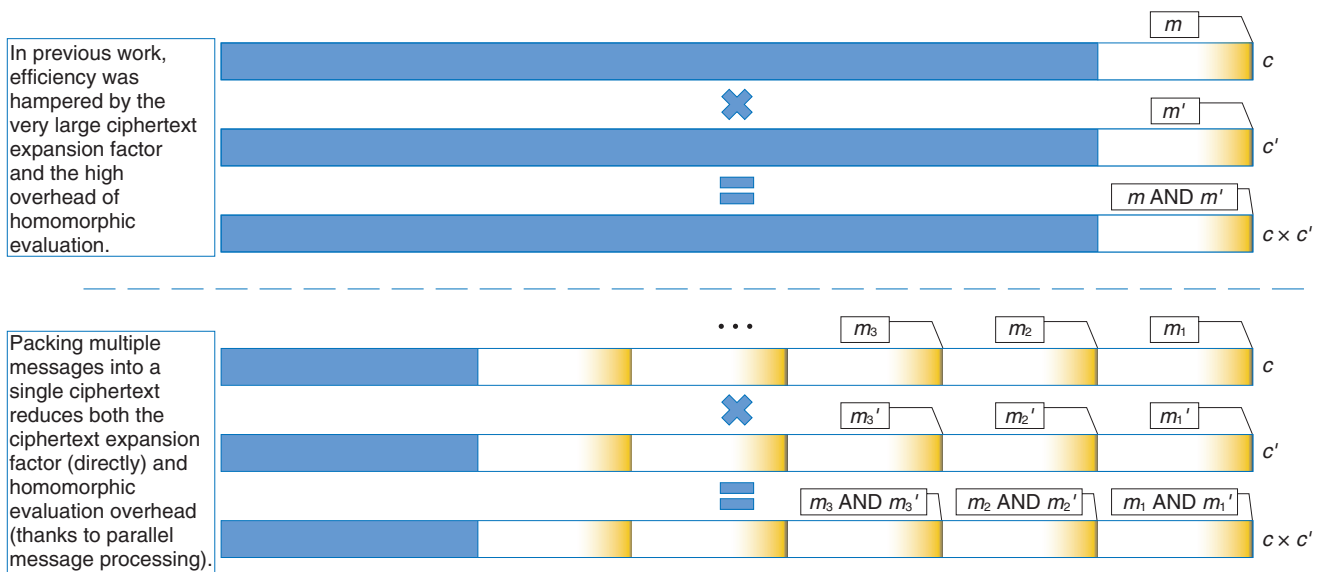 m
In previous work,
efficiency was
hampered by the
very large ciphertext
expansion factor
and the high
overhead of
homomorphic
evaluation.
c
m'
c'
m AND m'
c × c'
Packing multiple
messages into a
single ciphertext
reduces both the
ciphertext expansion
factor (directly) and
homomorphic
evaluation overhead
(thanks to parallel
message processing).
... m₃ m₂ m₁
c
m₃' m₂' m₁'
c'
m₃ AND m₃' m₂ AND m₂' m₁ AND m₁'
c × c'